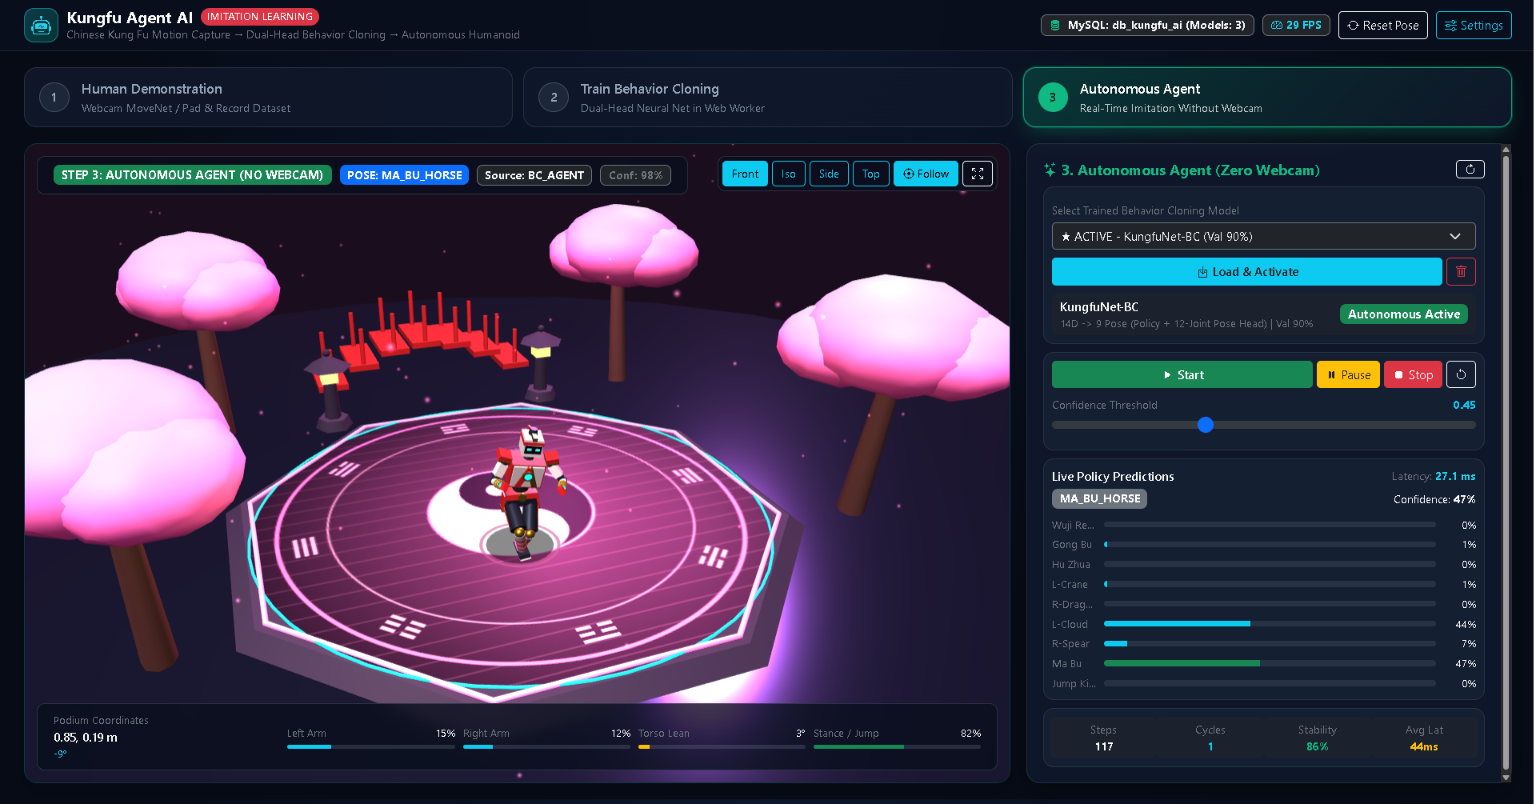 Kungfu Agent AI IMITATION LEARNING
Chinese Kung Fu Motion Capture → Dual-Head Behavior Cloning → Autonomous Humanoid
MySQL: db_kungfu_ai (Models: 3)
29 FPS
Reset Pose
Settings
1
Human Demonstration
Webcam MoveNet / Pad & Record Dataset
2
Train Behavior Cloning
Dual-Head Neural Net in Web Worker
3
Autonomous Agent
Real-Time Imitation Without Webcam
STEP 3: AUTONOMOUS AGENT (NO WEBCAM)
POSE: MA_BU_HORSE
Source: BC_AGENT
Conf: 98%
Front
Iso
Side
Top
Follow
Podium Coordinates
0.85, 0.19 m
-9°
Left Arm 15%
Right Arm 12%
Torso Lean 3°
Stance / Jump 82%
3. Autonomous Agent (Zero Webcam)
Select Trained Behavior Cloning Model
★ ACTIVE - KungfuNet-BC (Val 90%)
Load & Activate
KungfuNet-BC
14D -> 9 Pose (Policy + 12-Joint Pose Head) | Val 90%
Autonomous Active
Start
Pause
Stop
Confidence Threshold 0.45
Live Policy Predictions Latency: 27.1 ms
MA_BU_HORSE Confidence: 47%
Wuji Re... 0%
Gong Bu 1%
Hu Zhua 0%
L-Crane 1%
R-Drag... 0%
L-Cloud 44%
R-Spear 7%
Ma Bu 47%
Jump Ki... 0%
Steps Cycles Stability Avg Lat
117 1 86% 44ms